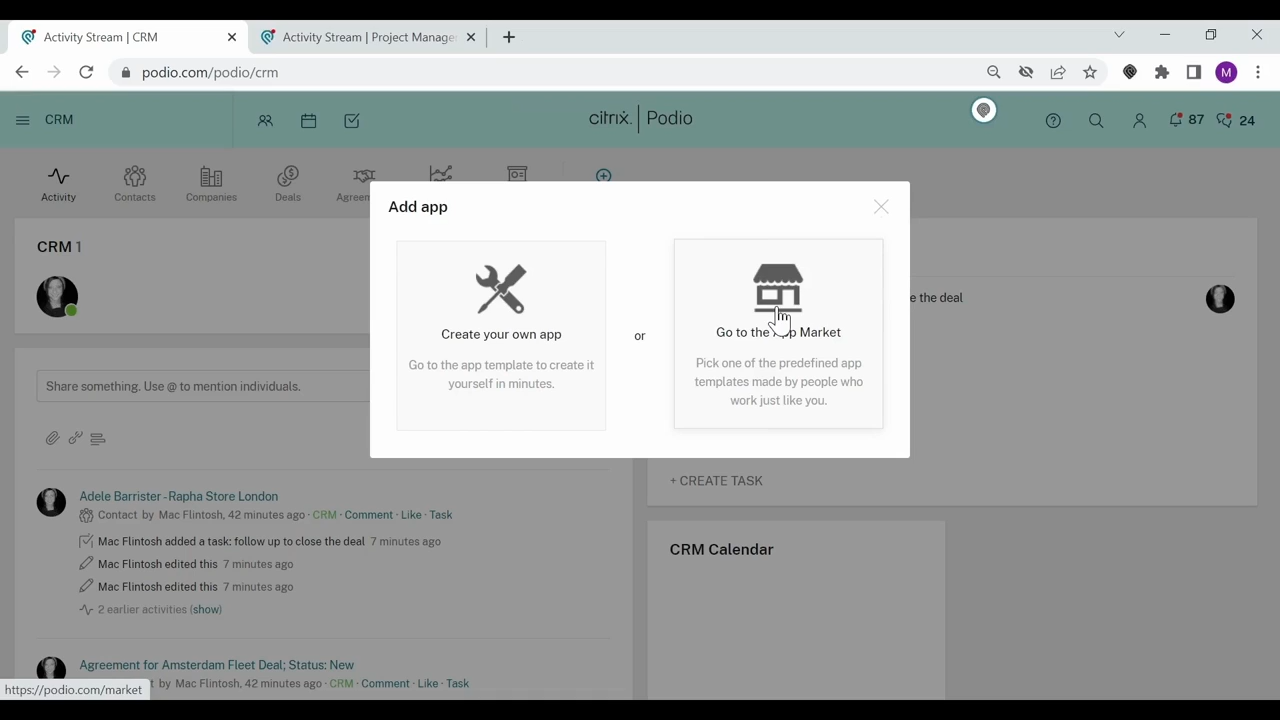 Activity Stream | CRM
Activity Stream | Project Manage
podio.com/podio/crm
M
CRM
citrix | Podio
87
24
Activity
Contacts
Companies
Deals
Agreem
Add app
Create your own app
Go to the app template to create it
yourself in minutes.
or
Go to the App Market
Pick one of the predefined app
templates made by people who
work just like you.
CRM 1
e the deal
Share something. Use @ to mention individuals.
+ CREATE TASK
Adele Barrister - Rapha Store London
Contact by Mac Flintosh, 42 minutes ago · CRM · Comment · Like · Task
Mac Flintosh added a task: follow up to close the deal 7 minutes ago
Mac Flintosh edited this 7 minutes ago
Mac Flintosh edited this 7 minutes ago
2 earlier activities (show)
CRM Calendar
Agreement for Amsterdam Fleet Deal; Status: New
t by Mac Flintosh, 42 minutes ago · CRM · Comment · Like · Task
https://podio.com/market